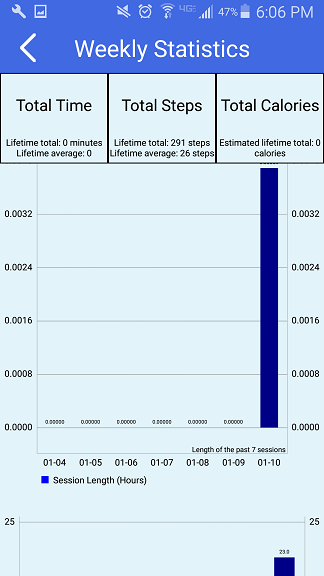 4G 47% 6:06 PM
Weekly Statistics
Total Time
Lifetime total: 0 minutes
Lifetime average: 0
Total Steps
Lifetime total: 291 steps
Lifetime average: 26 steps
Total Calories
Estimated lifetime total: 0
calories
0.0032 0.0032
0.0024 0.0024
0.0016 0.0016
0.0008 0.0008
0.0000 0.00000 0.00000 0.00000 0.00000 0.00000 0.00000 0.0000
Length of the past 7 sessions
01-04 01-05 01-06 01-07 01-08 01-09 01-10
Session Length (Hours)
25 25
23.0